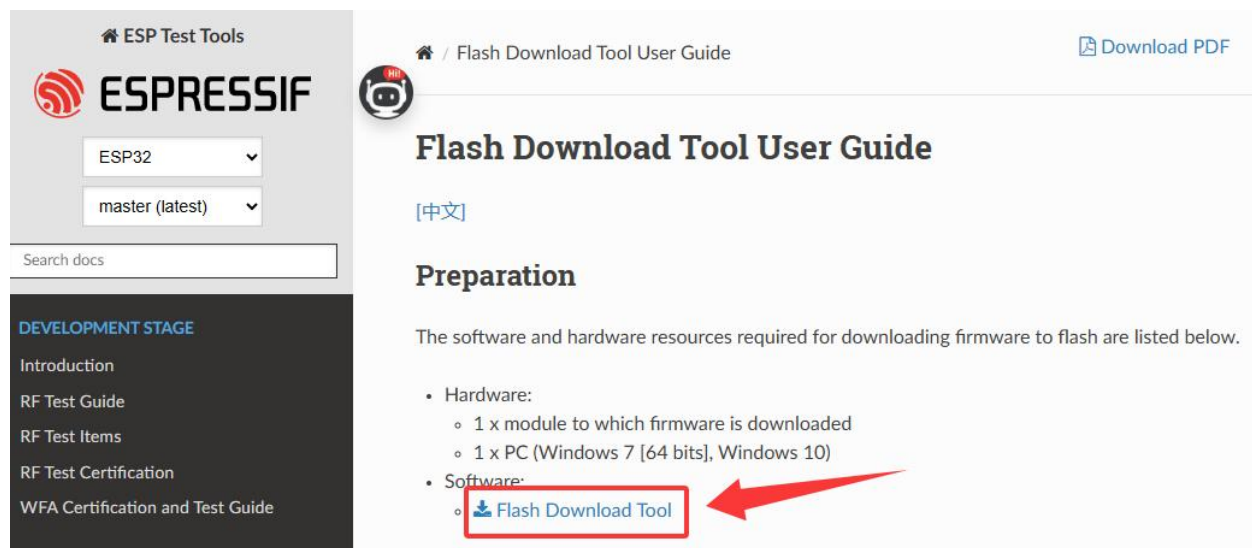 ESP Test Tools
ESPRESSIF
ESP32
master (latest)
Search docs
DEVELOPMENT STAGE
Introduction
RF Test Guide
RF Test Items
RF Test Certification
WFA Certification and Test Guide
/ Flash Download Tool User Guide
Download PDF
Hi!
Flash Download Tool User Guide
[中文]
Preparation
The software and hardware resources required for downloading firmware to flash are listed below.
• Hardware:
◦ 1 x module to which firmware is downloaded
◦ 1 x PC (Windows 7 [64 bits], Windows 10)
• Software:
◦ Flash Download Tool